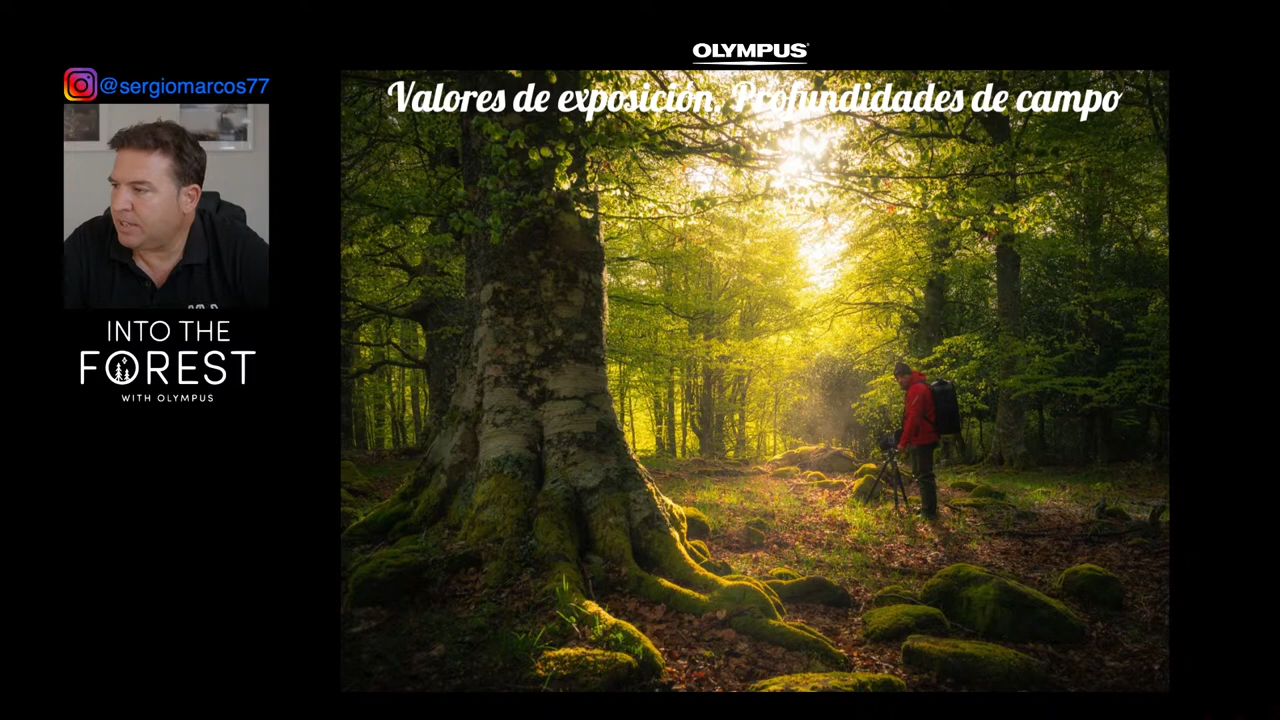 OLYMPUS
@sergiomarcos77
Valores de exposición, Profundidades de campo
INTO THE
FOREST
WITH OLYMPUS